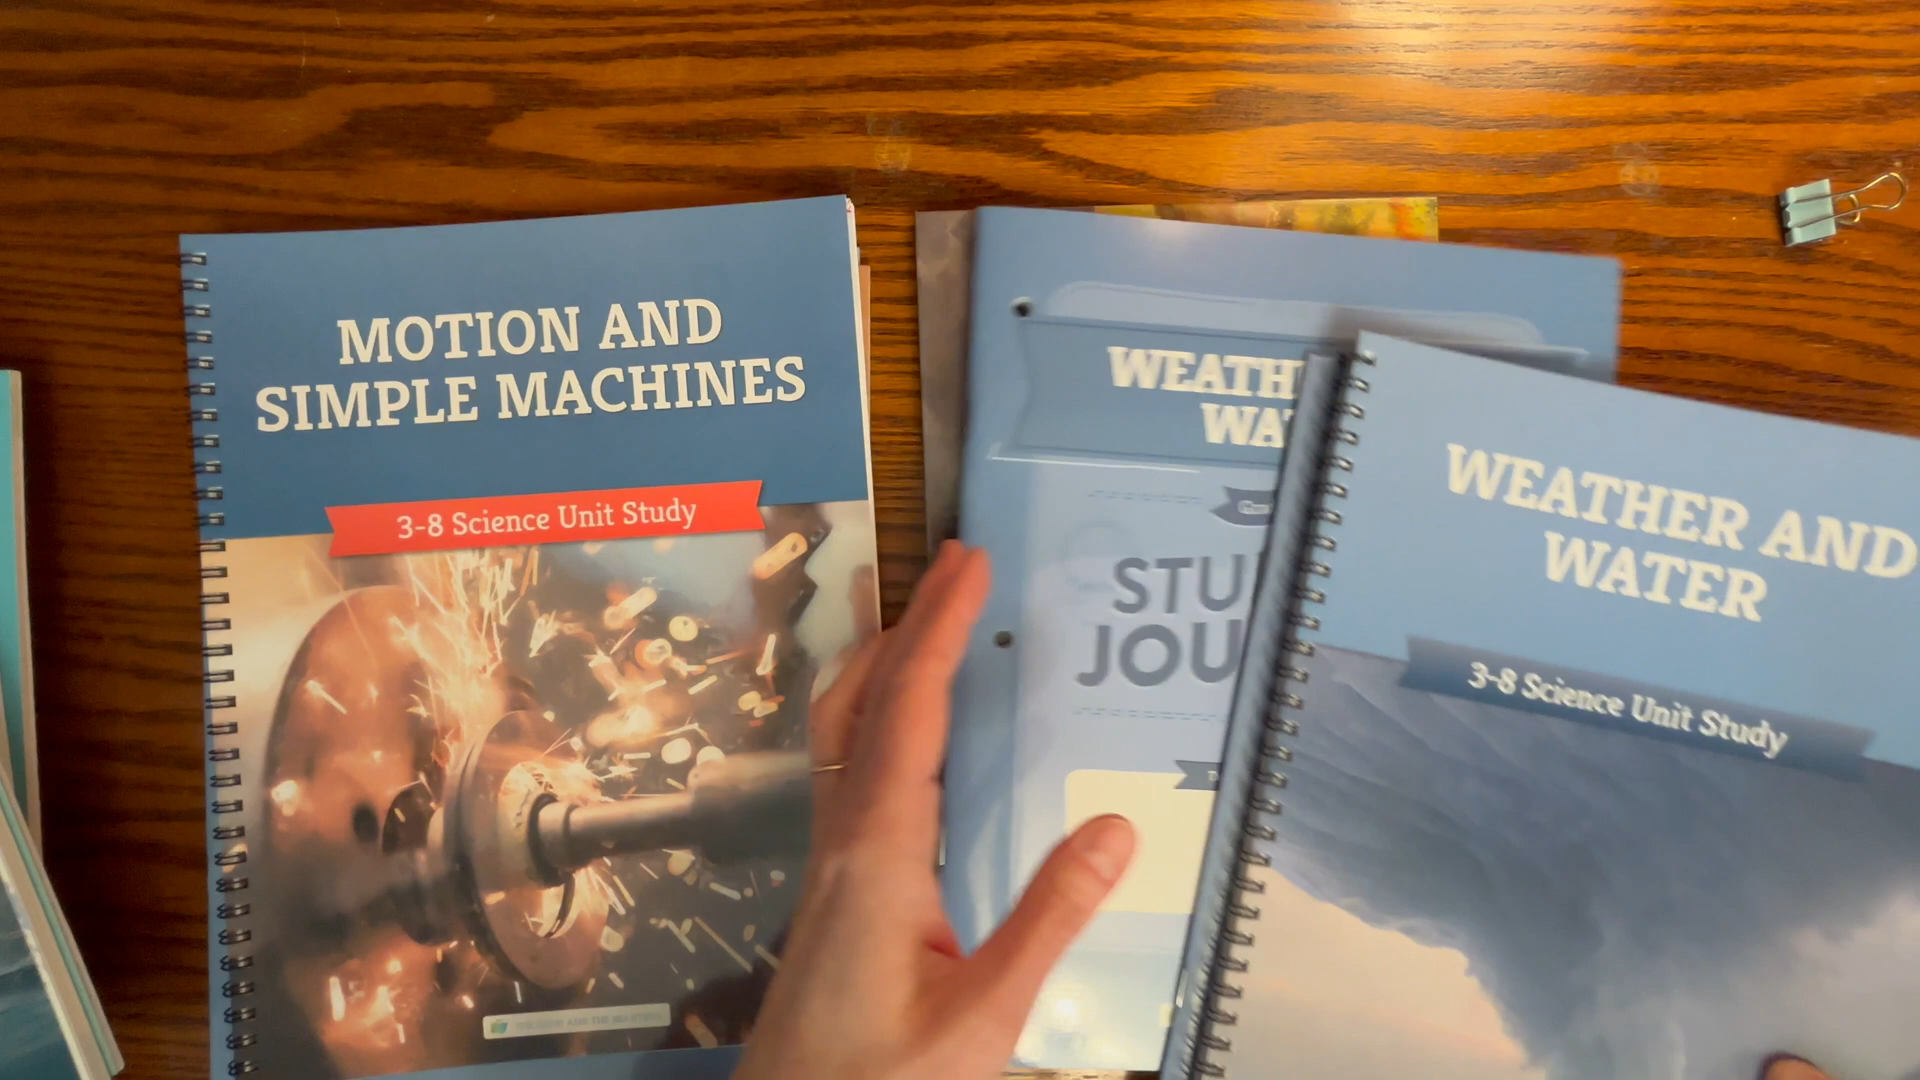 MOTION AND
SIMPLE MACHINES
3-8 Science Unit Study
WEATH
WAT
STU
JOU
WEATHER AND
WATER
3-8 Science Unit Study